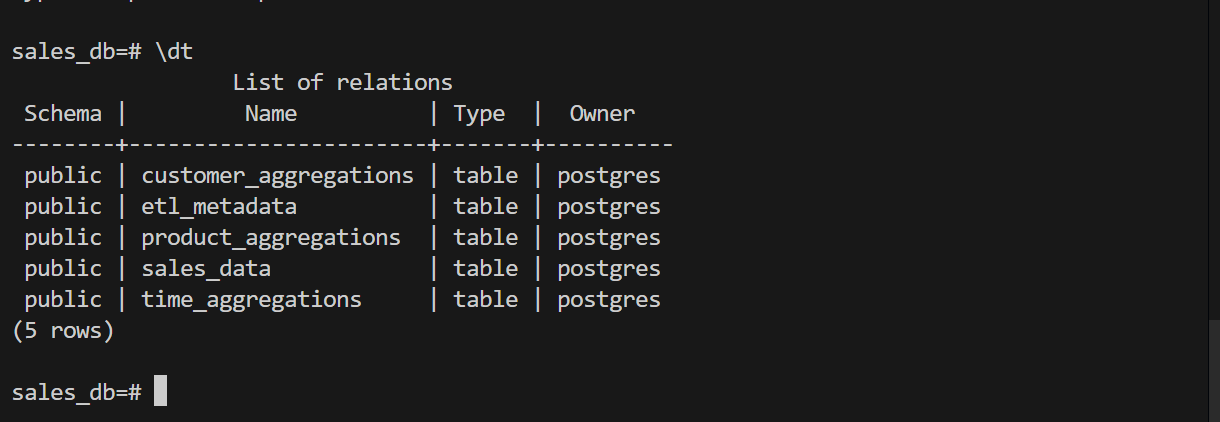 sales_db=# \dt
List of relations
 Schema |         Name          | Type  |  Owner
--------+-----------------------+-------+----------
 public | customer_aggregations | table | postgres
 public | etl_metadata          | table | postgres
 public | product_aggregations  | table | postgres
 public | sales_data            | table | postgres
 public | time_aggregations     | table | postgres
(5 rows)
sales_db=#